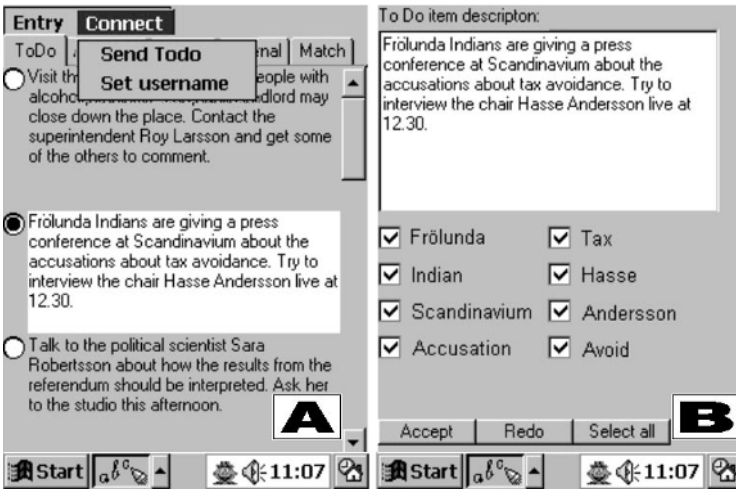 Entry Connect
ToDo enal Match
Send Todo
Set username
Visit th eople with
alcoho ndlord may
close down the place. Contact the
superintendent Roy Larsson and get some
of the others to comment.
Frölunda Indians are giving a press
conference at Scandinavium about the
accusations about tax avoidance. Try to
interview the chair Hasse Andersson live at
12.30.
Talk to the political scientist Sara
Robertsson about how the results from the
referendum should be interpreted. Ask her
to the studio this afternoon.
A
Start abc 11:07
To Do item descripton:
Frölunda Indians are giving a press
conference at Scandinavium about the
accusations about tax avoidance. Try to
interview the chair Hasse Andersson live at
12.30.
Frölunda Tax
Indian Hasse
Scandinavium Andersson
Accusation Avoid
Accept Redo Select all
B
Start abc 11:07